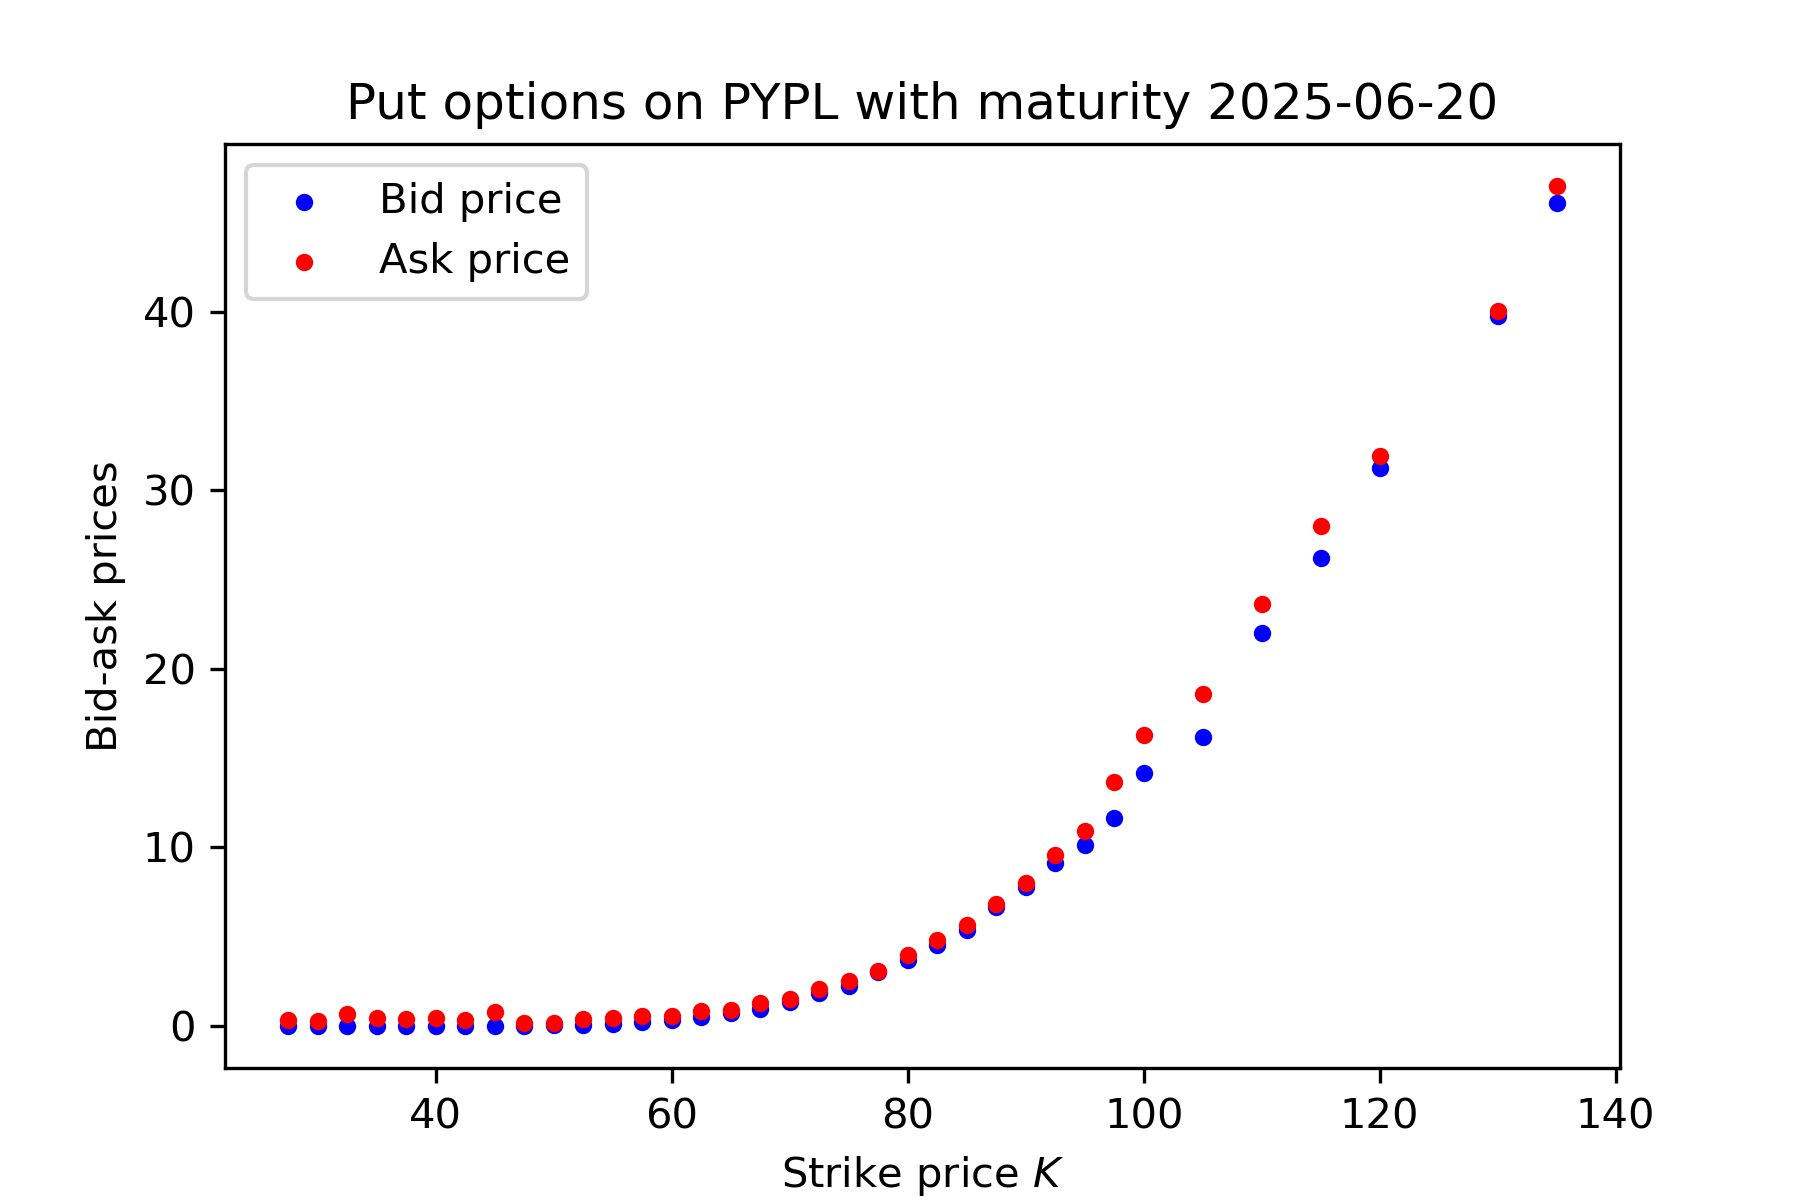 Put options on PYPL with maturity 2025-06-20
Bid price
Ask price
40
30
20
10
0
Bid-ask prices
40 60 80 100 120 140
Strike price K